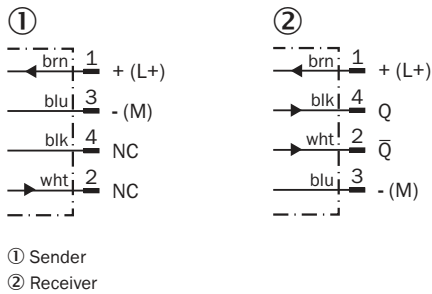 ① ②
brn 1 + (L+) brn 1 + (L+)
blu 3 - (M) blk 4 Q
blk 4 NC wht 2 Q̅
wht 2 NC blu 3 - (M)
① Sender
② Receiver